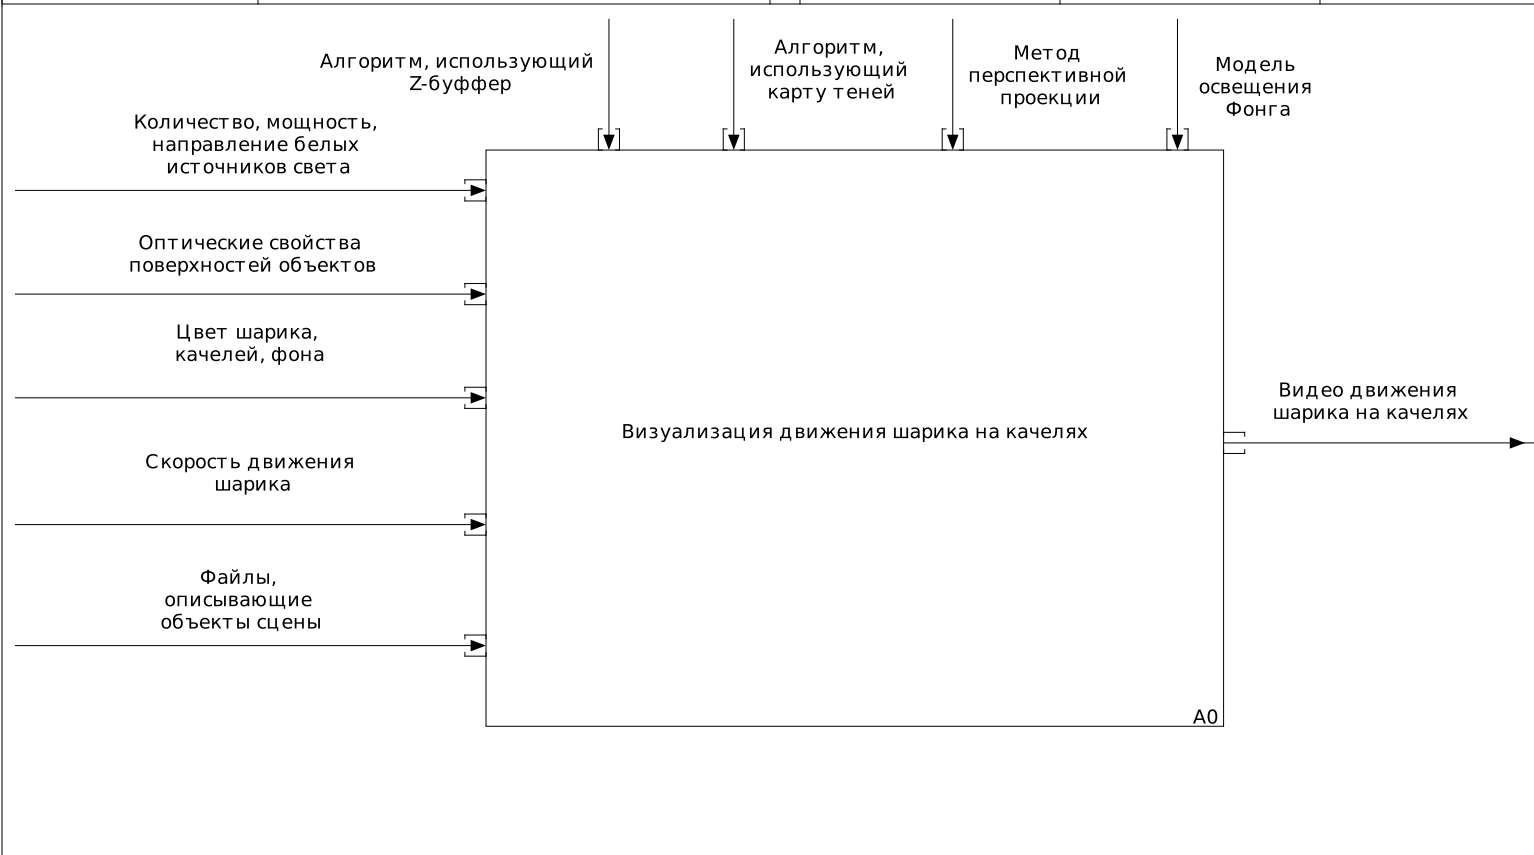 Алгоритм, использующий
Z-буффер
Алгоритм,
использующий
карту теней
Метод
перспективной
проекции
Модель
освещения
Фонга
Количество, мощность,
направление белых
источников света
Оптические свойства
поверхностей объектов
Цвет шарика,
качелей, фона
Скорость движения
шарика
Файлы,
описывающие
объекты сцены
Визуализация движения шарика на качелях
Видео движения
шарика на качелях
A0